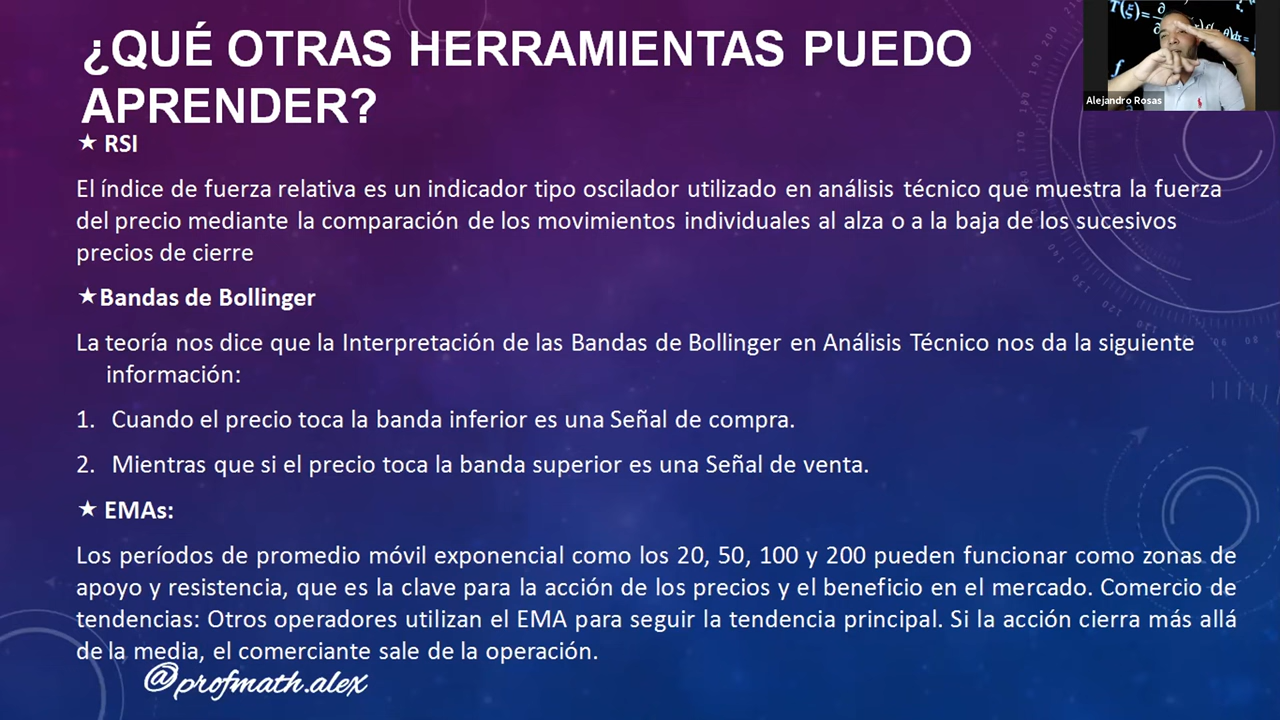 ¿QUÉ OTRAS HERRAMIENTAS PUEDO
APRENDER?
★ RSI
El índice de fuerza relativa es un indicador tipo oscilador utilizado en análisis técnico que muestra la fuerza
del precio mediante la comparación de los movimientos individuales al alza o a la baja de los sucesivos
precios de cierre
★Bandas de Bollinger
La teoría nos dice que la Interpretación de las Bandas de Bollinger en Análisis Técnico nos da la siguiente
información:
1. Cuando el precio toca la banda inferior es una Señal de compra.
2. Mientras que si el precio toca la banda superior es una Señal de venta.
★ EMAs:
Los períodos de promedio móvil exponencial como los 20, 50, 100 y 200 pueden funcionar como zonas de
apoyo y resistencia, que es la clave para la acción de los precios y el beneficio en el mercado. Comercio de
tendencias: Otros operadores utilizan el EMA para seguir la tendencia principal. Si la acción cierra más allá
de la media, el comerciante sale de la operación.
@profmath.alex
Alejandro Rosas